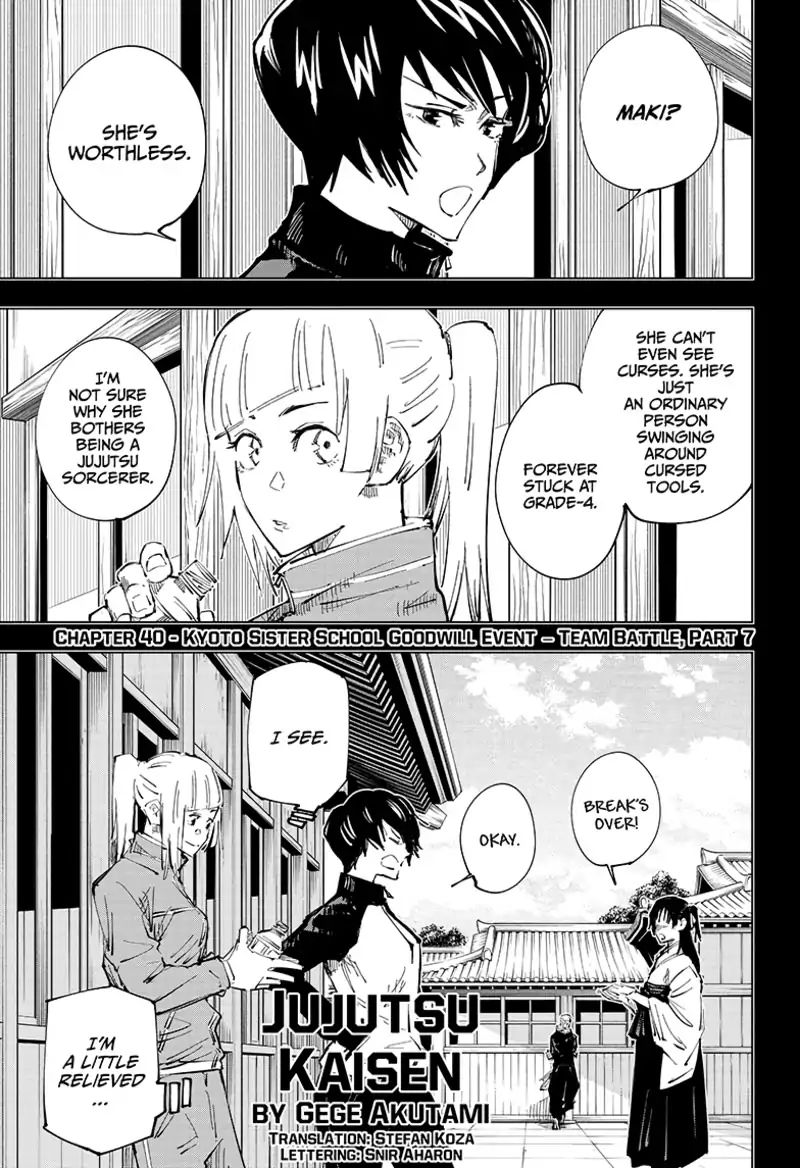 MAKI?
SHE'S
WORTHLESS.
SHE CAN'T
EVEN SEE
CURSES. SHE'S
JUST
AN ORDINARY
PERSON
SWINGING
AROUND
CURSED
TOOLS.
FOREVER
STUCK AT
GRADE-4.
I'M
NOT SURE
WHY SHE
BOTHERS
BEING A
JUJUTSU
SORCERER.
CHAPTER 40 - KYOTO SISTER SCHOOL GOODWILL EVENT – TEAM BATTLE, PART 7
BREAK'S
OVER!
OKAY.
I SEE.
I'M
A LITTLE
RELIEVED
...
JUJUTSU
KAISEN
BY GEGE AKUTAMI
TRANSLATION: STEFAN KOZA
LETTERING: SNIR AHARON